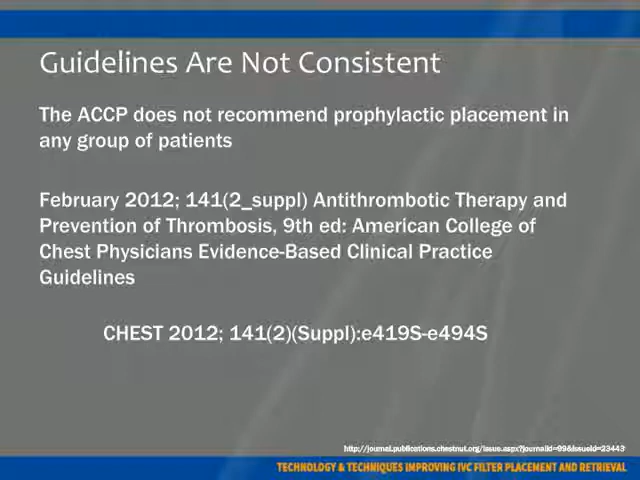 Guidelines Are Not Consistent
The ACCP does not recommend prophylactic placement in
any group of patients
February 2012; 141(2_suppl) Antithrombotic Therapy and
Prevention of Thrombosis, 9th ed: American College of
Chest Physicians Evidence-Based Clinical Practice
Guidelines
CHEST 2012; 141(2)(Suppl):e419S-e494S
http://journal.publications.chestnet.org/issue.aspx?journalid=99&issueid=23443
TECHNOLOGY & TECHNIQUES IMPROVING IVC FILTER PLACEMENT AND RETRIEVAL